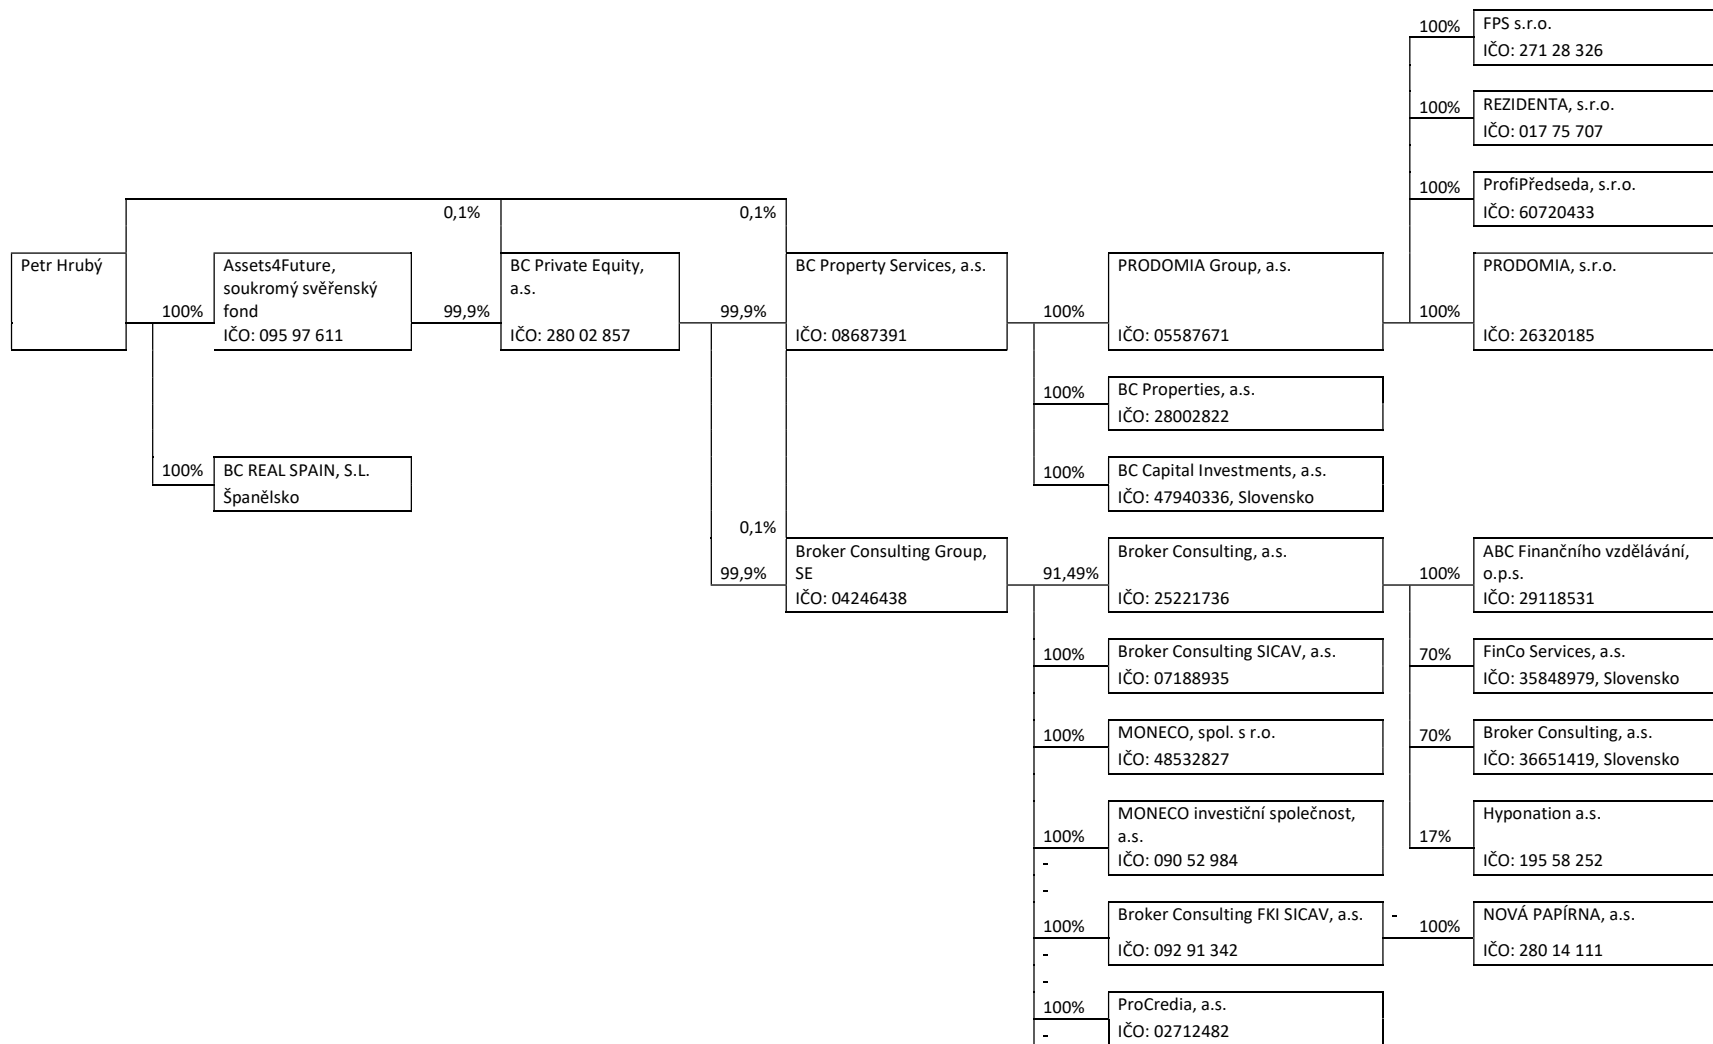 100%
FPS s.r.o.
IČO: 271 28 326
100%
REZIDENTA, s.r.o.
IČO: 017 75 707
100%
ProfiPředseda, s.r.o.
IČO: 60720433
0,1%
0,1%
Petr Hrubý
100%
Assets4Future,
soukromý svěřenský
fond
IČO: 095 97 611
99,9%
BC Private Equity,
a.s.
IČO: 280 02 857
99,9%
BC Property Services, a.s.
IČO: 08687391
100%
PRODOMIA Group, a.s.
IČO: 05587671
100%
PRODOMIA, s.r.o.
IČO: 26320185
100%
BC Properties, a.s.
IČO: 28002822
100%
BC REAL SPAIN, S.L.
Španělsko
100%
BC Capital Investments, a.s.
IČO: 47940336, Slovensko
0,1%
99,9%
Broker Consulting Group,
SE
IČO: 04246438
91,49%
Broker Consulting, a.s.
IČO: 25221736
100%
ABC Finančního vzdělávání,
o.p.s.
IČO: 29118531
100%
Broker Consulting SICAV, a.s.
IČO: 07188935
70%
FinCo Services, a.s.
IČO: 35848979, Slovensko
100%
MONECO, spol. s r.o.
IČO: 48532827
70%
Broker Consulting, a.s.
IČO: 36651419, Slovensko
100%
-
-
MONECO investiční společnost,
a.s.
IČO: 090 52 984
17%
Hyponation a.s.
IČO: 195 58 252
100%
-
-
Broker Consulting FKI SICAV, a.s.
IČO: 092 91 342
-
100%
NOVÁ PAPÍRNA, a.s.
IČO: 280 14 111
100%
-
ProCredia, a.s.
IČO: 02712482